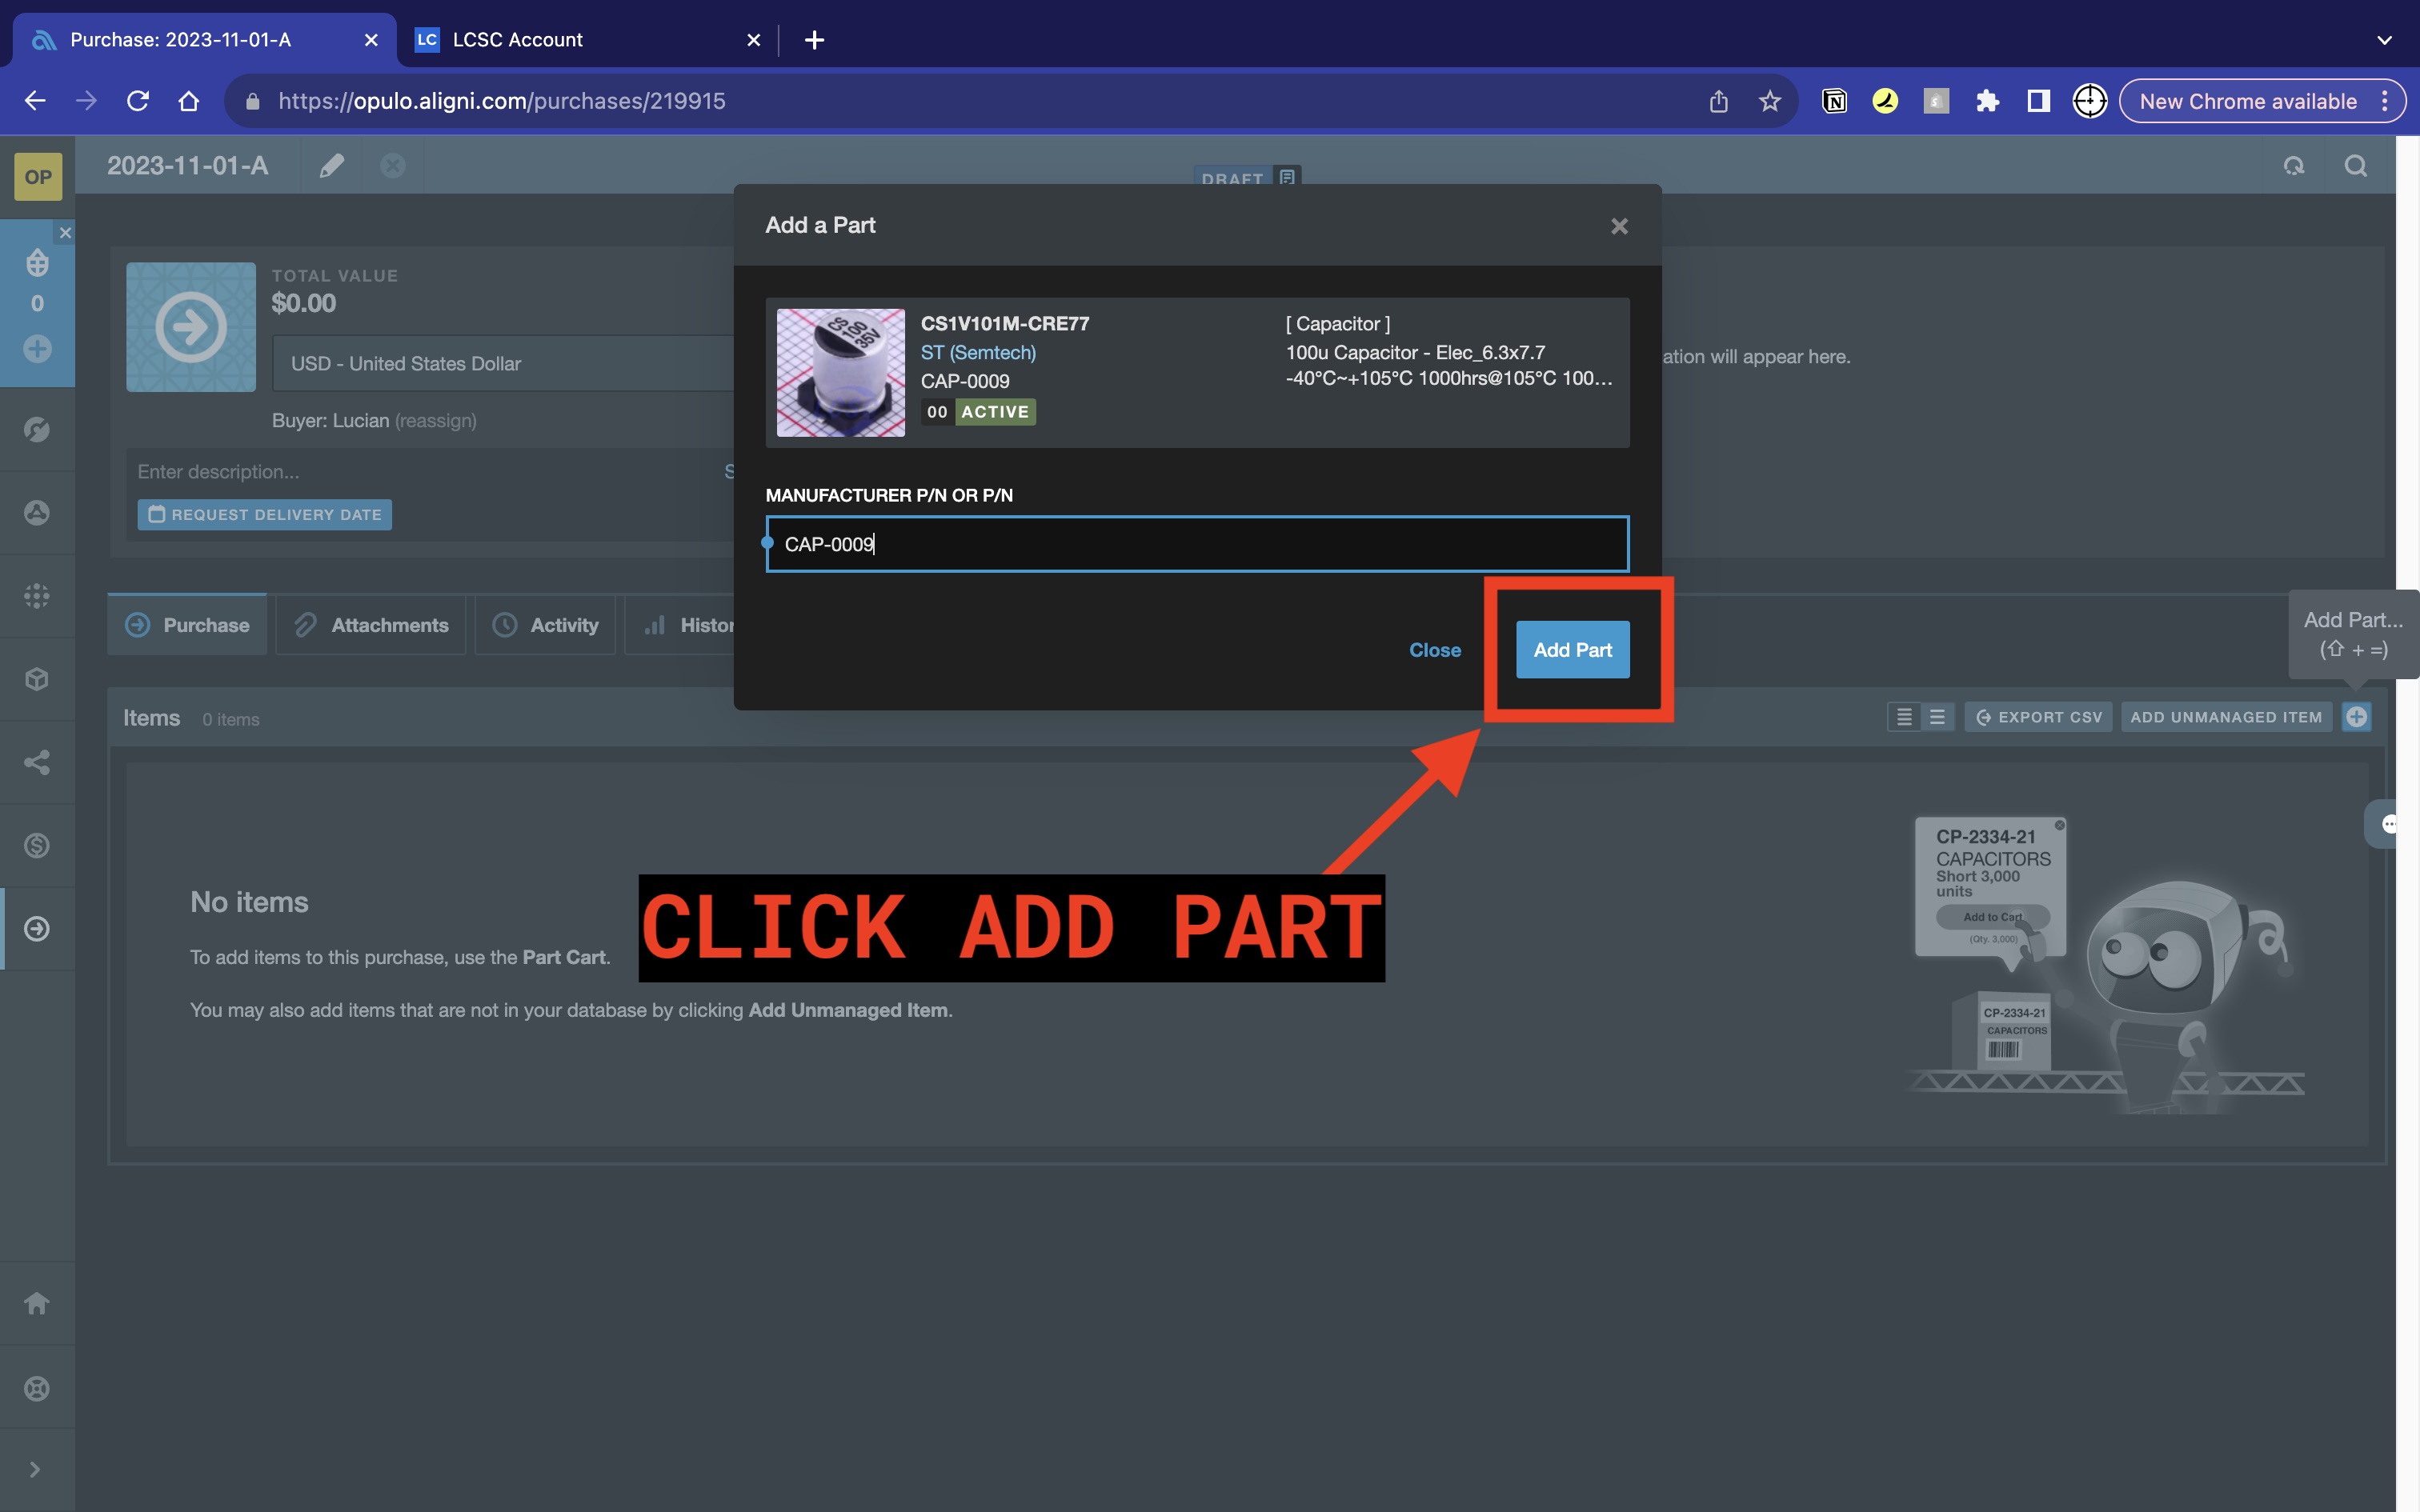 Purchase: 2023-11-01-A
LC LCSC Account
https://opulo.aligni.com/purchases/219915
New Chrome available
OP
2023-11-01-A
DRAFT
0
TOTAL VALUE
$0.00
USD - United States Dollar
Buyer: Lucian (reassign)
Enter description...
S
REQUEST DELIVERY DATE
ation will appear here.
Add a Part
CS 100 35V
CS1V101M-CRE77
ST (Semtech)
CAP-0009
00 ACTIVE
[ Capacitor ]
100u Capacitor - Elec_6.3x7.7
-40°C~+105°C 1000hrs@105°C 100...
MANUFACTURER P/N OR P/N
CAP-0009
Close
Add Part
Purchase
Attachments
Activity
Histor
Add Part...
(⇧ + =)
Items 0 items
EXPORT CSV
ADD UNMANAGED ITEM
CLICK ADD PART
No items
To add items to this purchase, use the Part Cart.
You may also add items that are not in your database by clicking Add Unmanaged Item.
CP-2334-21
CAPACITORS
Short 3,000
units
Add to Cart
(Qty. 3,000)
CP-2334-21
CAPACITORS